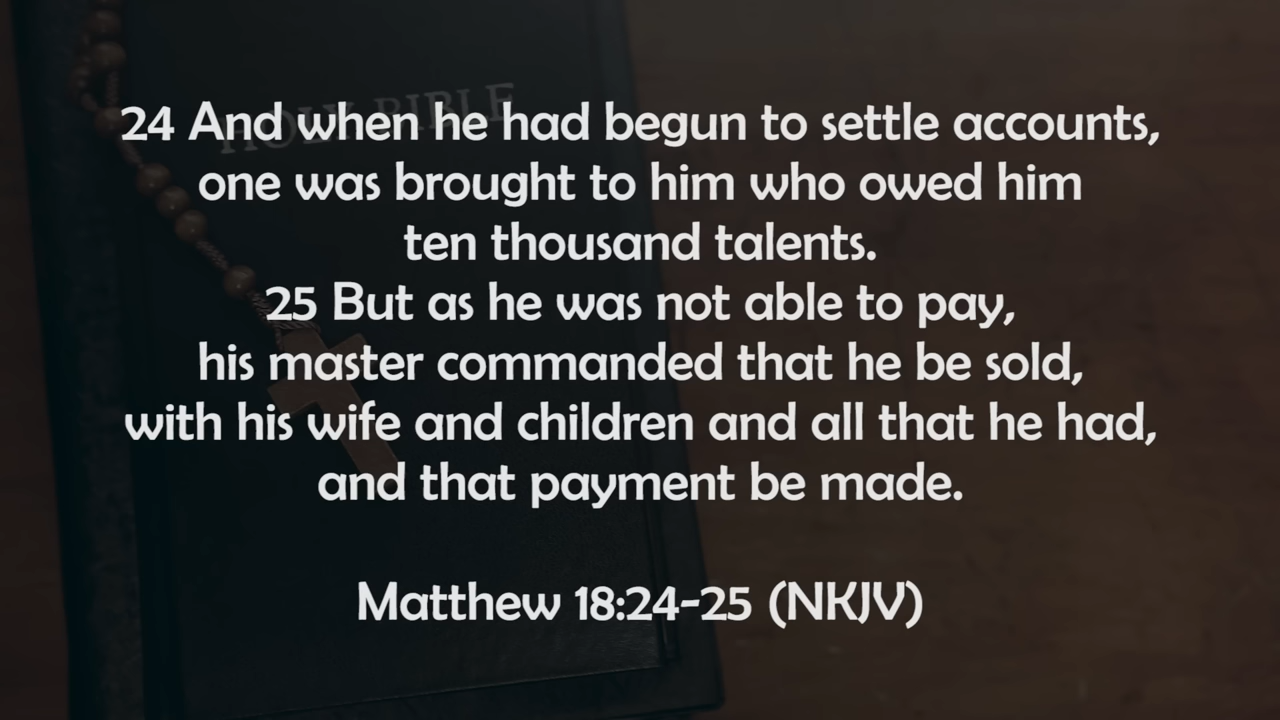 HOLY BIBLE
24 And when he had begun to settle accounts,
one was brought to him who owed him
ten thousand talents.
25 But as he was not able to pay,
his master commanded that he be sold,
with his wife and children and all that he had,
and that payment be made.
Matthew 18:24-25 (NKJV)